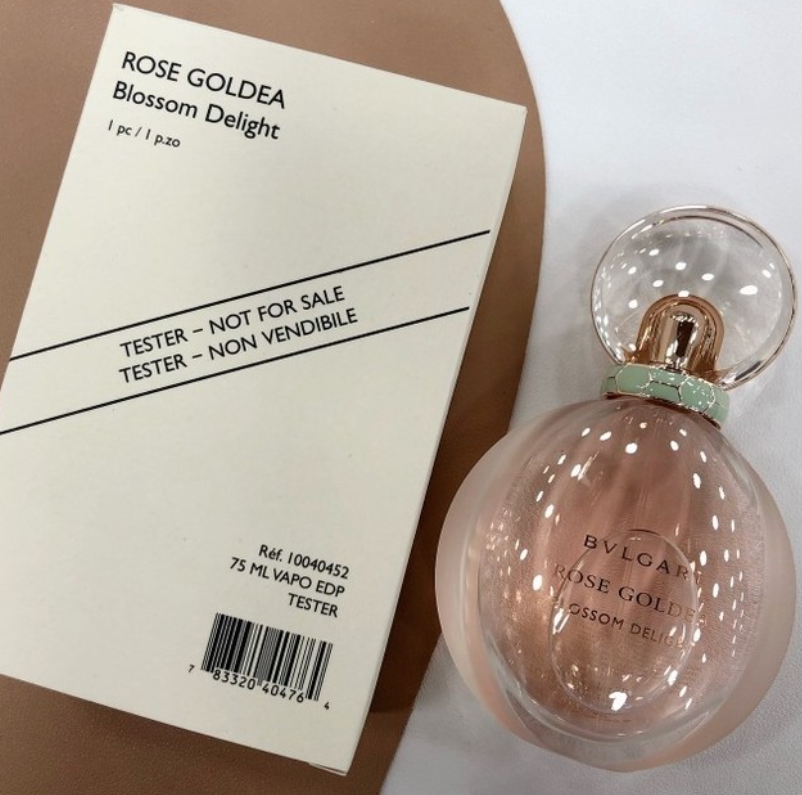 ROSE GOLDEA
Blossom Delight
1 pc / 1 p.zo
TESTER – NOT FOR SALE
TESTER – NON VENDIBILE
Réf. 10040452
75 ML VAPO EDP
TESTER
7 83320 40476 4
BVLGARI
ROSE GOLDEA
BLOSSOM DELIGHT